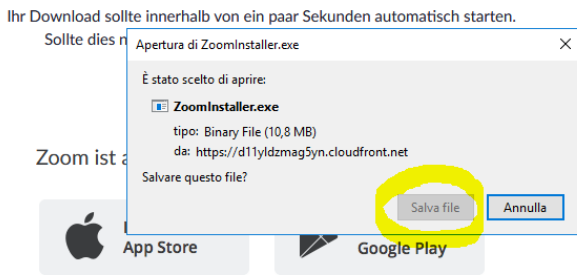 Ihr Download sollte innerhalb von ein paar Sekunden automatisch starten.
Sollte dies
Apertura di ZoomInstaller.exe
È stato scelto di aprire:
ZoomInstaller.exe
tipo: Binary File (10,8 MB)
da: https://d11yldzmag5yn.cloudfront.net
Salvare questo file?
Salva file
Annulla
Zoom ist
App Store
Google Play